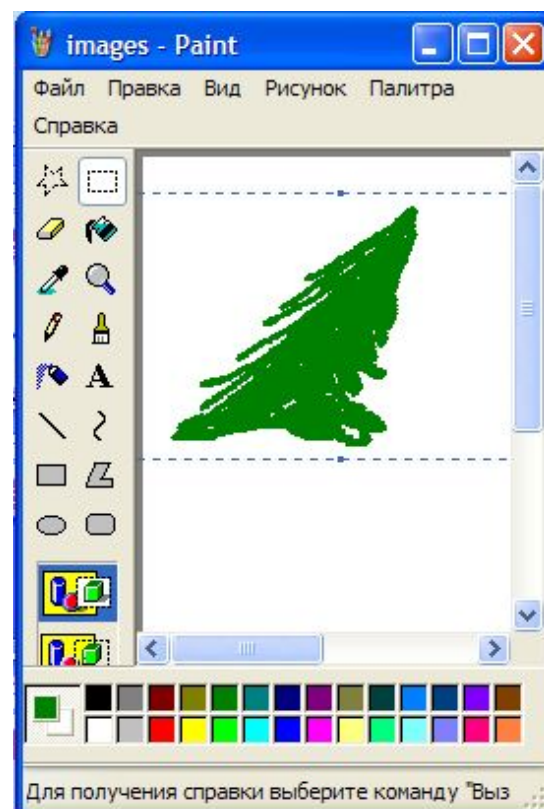 images - Paint
Файл Правка Вид Рисунок Палитра
Справка
A
Для получения справки выберите команду "Выз